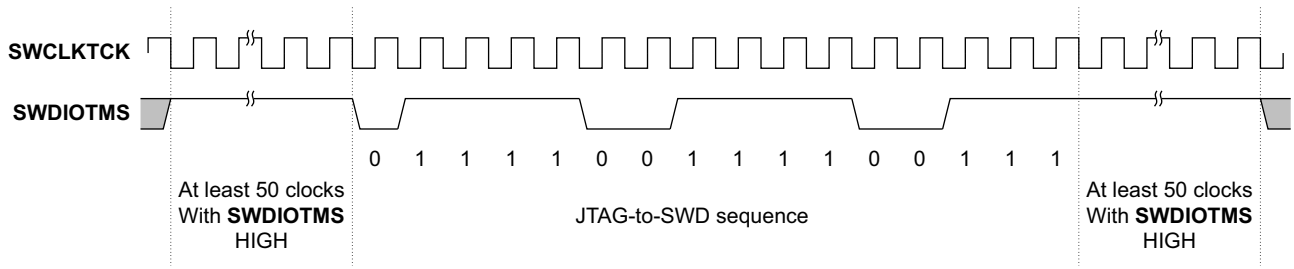 SWCLKTCK
SWDIOTMS
0 1 1 1 1 0 0 1 1 1 1 0 0 1 1 1
At least 50 clocks
With SWDIOTMS
HIGH
JTAG-to-SWD sequence
At least 50 clocks
With SWDIOTMS
HIGH